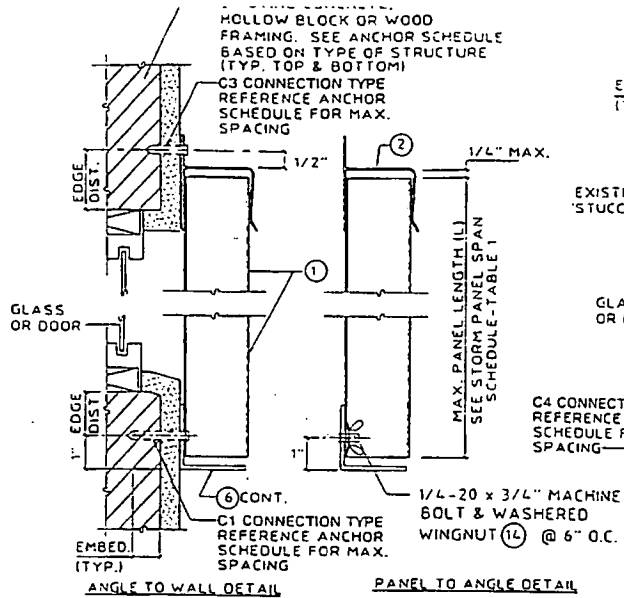 HOLLOW BLOCK OR WOOD
FRAMING. SEE ANCHOR SCHEDULE
BASED ON TYPE OF STRUCTURE
(TYP. TOP & BOTTOM)
C3 CONNECTION TYPE
REFERENCE ANCHOR
SCHEDULE FOR MAX.
SPACING
EDGE
DIST.
1/2"
2
1/4" MAX.
1
GLASS
OR DOOR
MAX. PANEL LENGTH (L)
SEE STORM PANEL SPAN
SCHEDULE-TABLE 1
EDGE
DIST.
1"
1"
6 CONT.
C1 CONNECTION TYPE
REFERENCE ANCHOR
SCHEDULE FOR MAX.
SPACING
EMBED.
(TYP.)
1/4-20 x 3/4" MACHINE
BOLT & WASHERED
WINGNUT 14 @ 6" O.C.
ANGLE TO WALL DETAIL
PANEL TO ANGLE DETAIL
E
(T
EXISTI
'STUCC
GLA
OR D
C4 CONNECT
REFERENCE
SCHEDULE F
SPACING